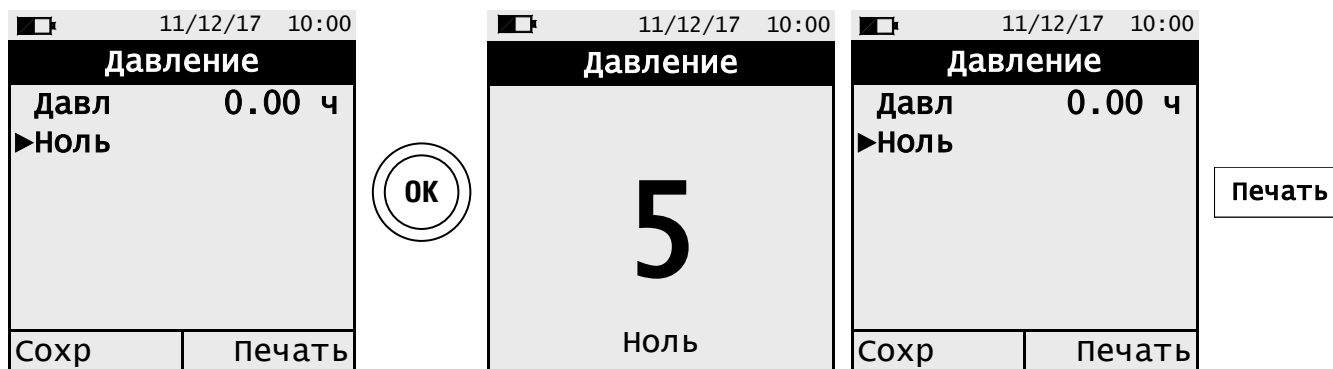 11/12/17 10:00
Давление
Давл 0.00 ч
►Ноль
Сохр Печать
OK
11/12/17 10:00
Давление
5
Ноль
11/12/17 10:00
Давление
Давл 0.00 ч
►Ноль
Сохр Печать
Печать